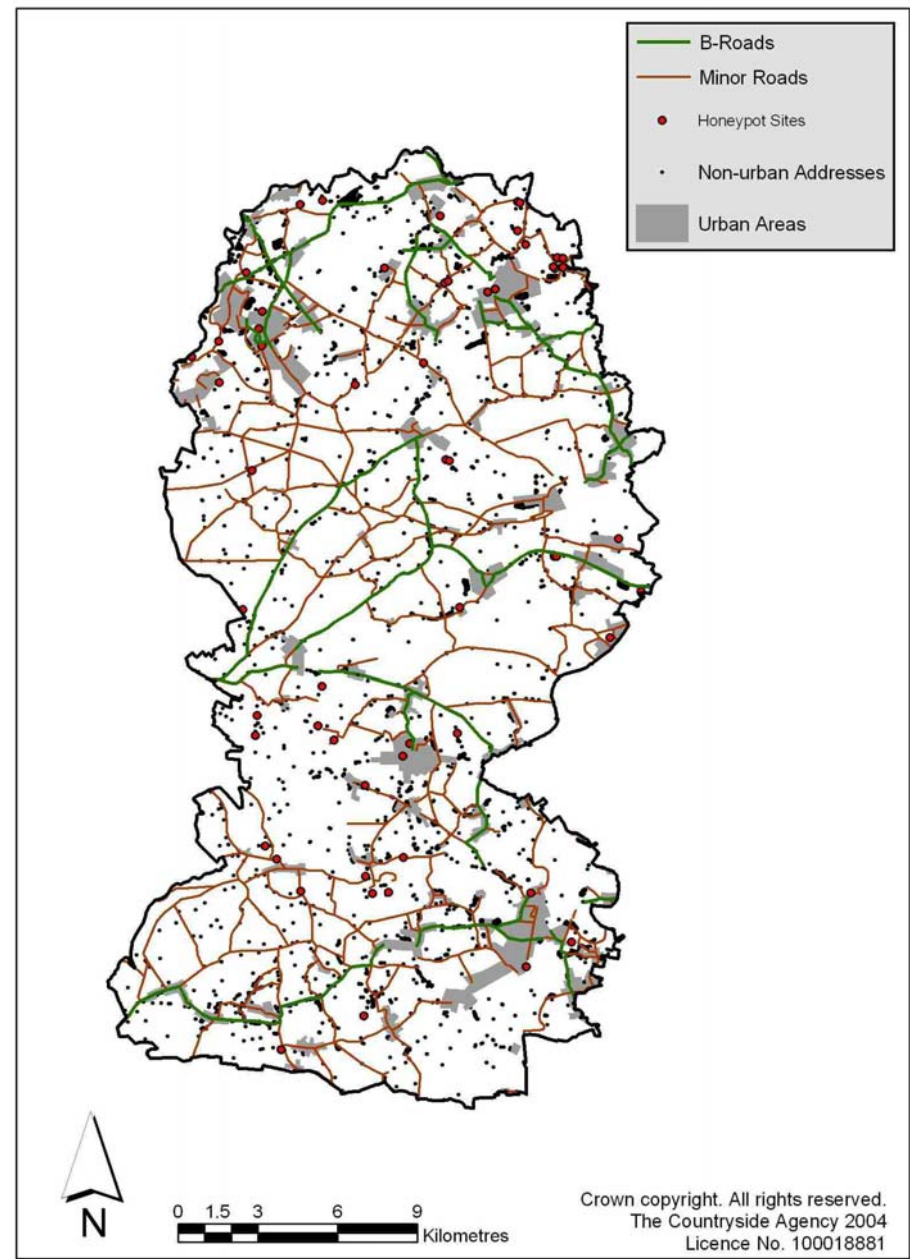 B-Roads
Minor Roads
Honeypot Sites
Non-urban Addresses
Urban Areas
N
0 1.5 3 6 9
Kilometres
Crown copyright. All rights reserved.
The Countryside Agency 2004
Licence No. 100018881